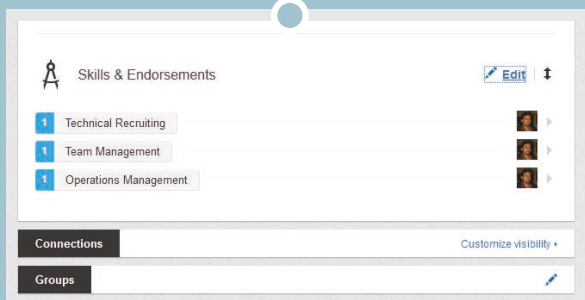 Skills & Endorsements
Edit
1 Technical Recruiting
1 Team Management
1 Operations Management
Connections
Customize visibility
Groups